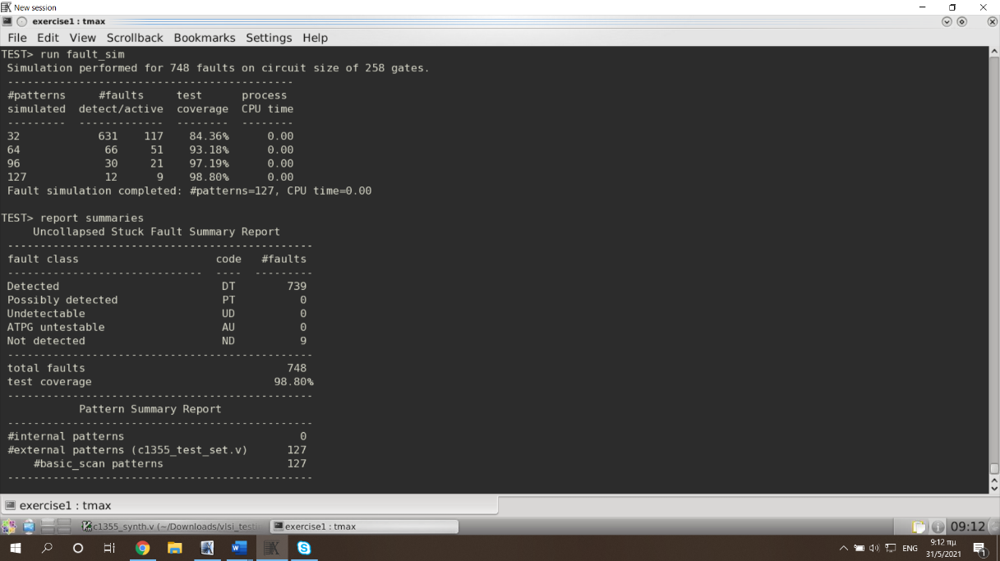 New session
exercise1 : tmax
File Edit View Scrollback Bookmarks Settings Help
TEST> run fault_sim
Simulation performed for 748 faults on circuit size of 258 gates.
---------------------------------------------
#patterns #faults test process
simulated detect/active coverage CPU time
--------- ------------- -------- --------
32 631 117 84.36% 0.00
64 66 51 93.18% 0.00
96 30 21 97.19% 0.00
127 12 9 98.80% 0.00
Fault simulation completed: #patterns=127, CPU time=0.00
TEST> report summaries
Uncollapsed Stuck Fault Summary Report
-----------------------------------------------
fault class code #faults
------------------------------ ---- ---------
Detected DT 739
Possibly detected PT 0
Undetectable UD 0
ATPG untestable AU 0
Not detected ND 9
-----------------------------------------------
total faults 748
test coverage 98.80%
-----------------------------------------------
Pattern Summary Report
-----------------------------------------------
#internal patterns 0
#external patterns (c1355_test_set.v) 127
#basic_scan patterns 127
-----------------------------------------------
exercise1 : tmax
c1355_synth.v (~/Downloads/vlsi_testi
exercise1 : tmax
09:12
ENG
9:12 πμ
31/5/2021
1